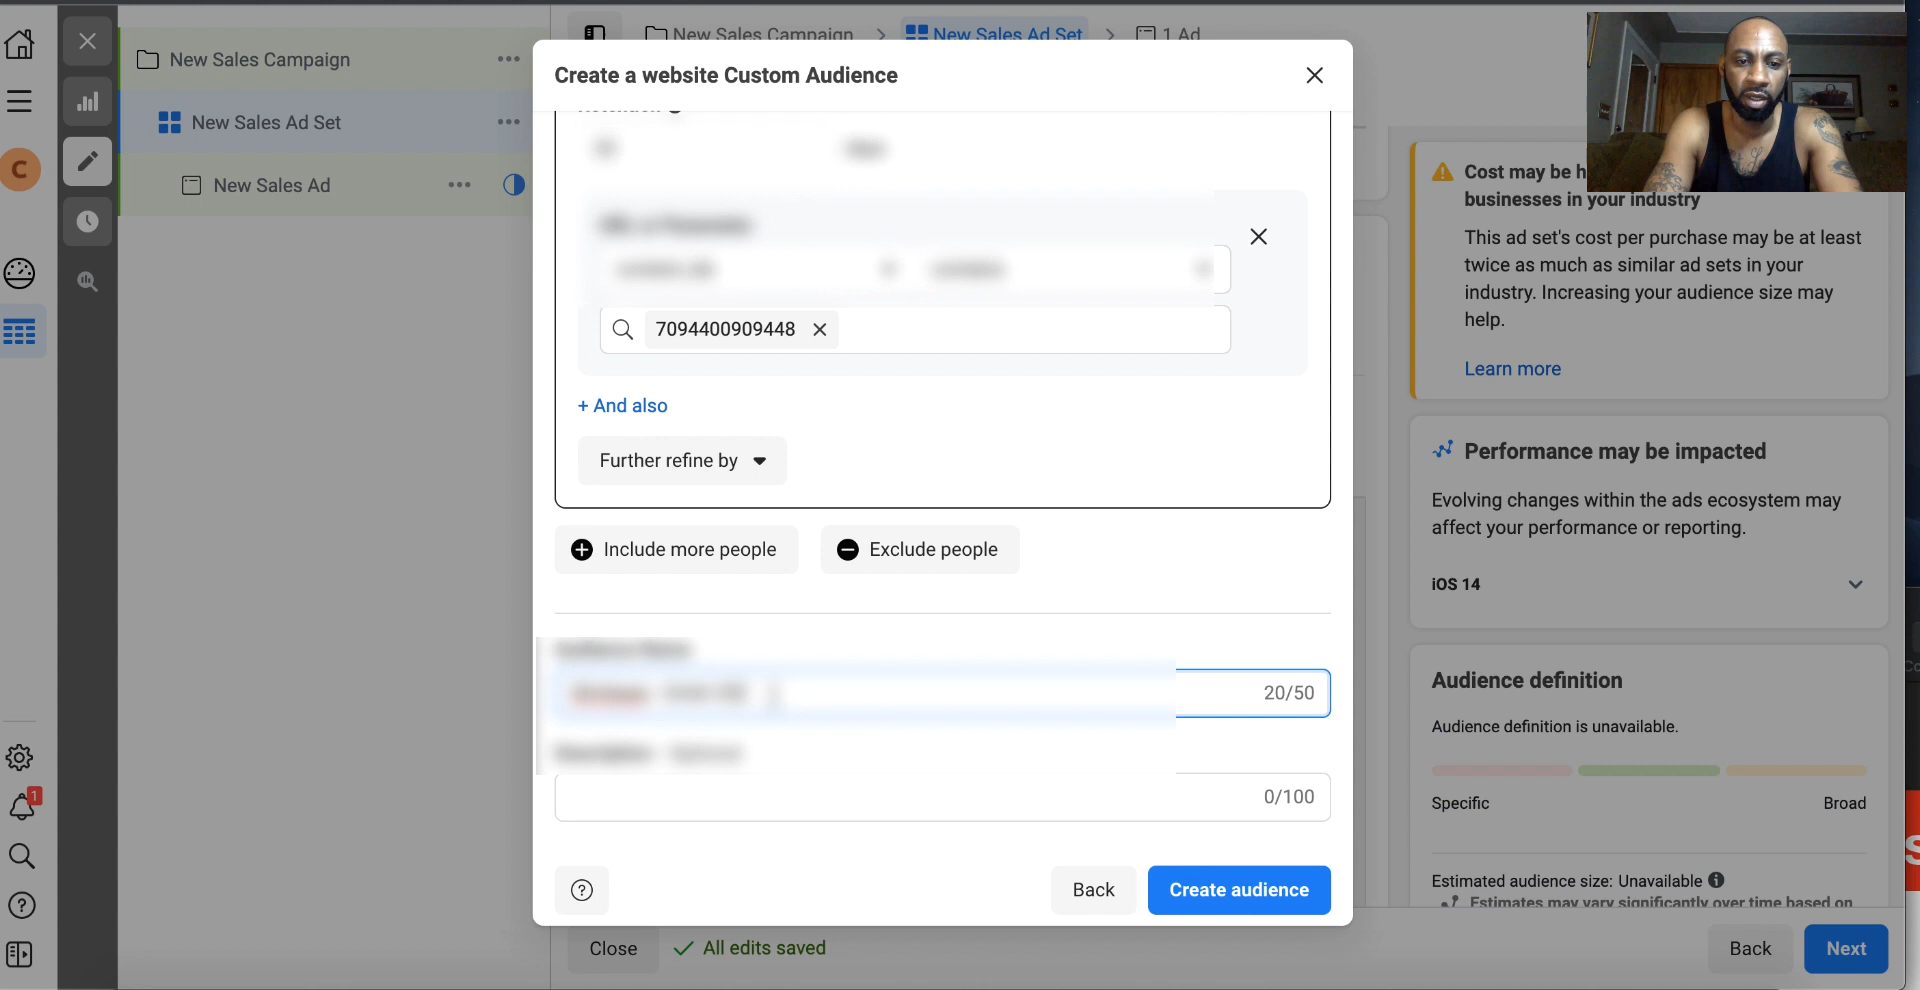 New Sales Campaign
New Sales Ad Set
New Sales Ad
C
1
New Sales Campaign
New Sales Ad Set
1 Ad
Create a website Custom Audience
7094400909448
+ And also
Further refine by
Include more people
Exclude people
20/50
0/100
Back
Create audience
Close
All edits saved
Cost may be h
businesses in your industry
This ad set's cost per purchase may be at least
twice as much as similar ad sets in your
industry. Increasing your audience size may
help.
Learn more
Performance may be impacted
Evolving changes within the ads ecosystem may
affect your performance or reporting.
iOS 14
Audience definition
Audience definition is unavailable.
Specific
Broad
Estimated audience size: Unavailable
Estimates may vary significantly over time based on
Back
Next